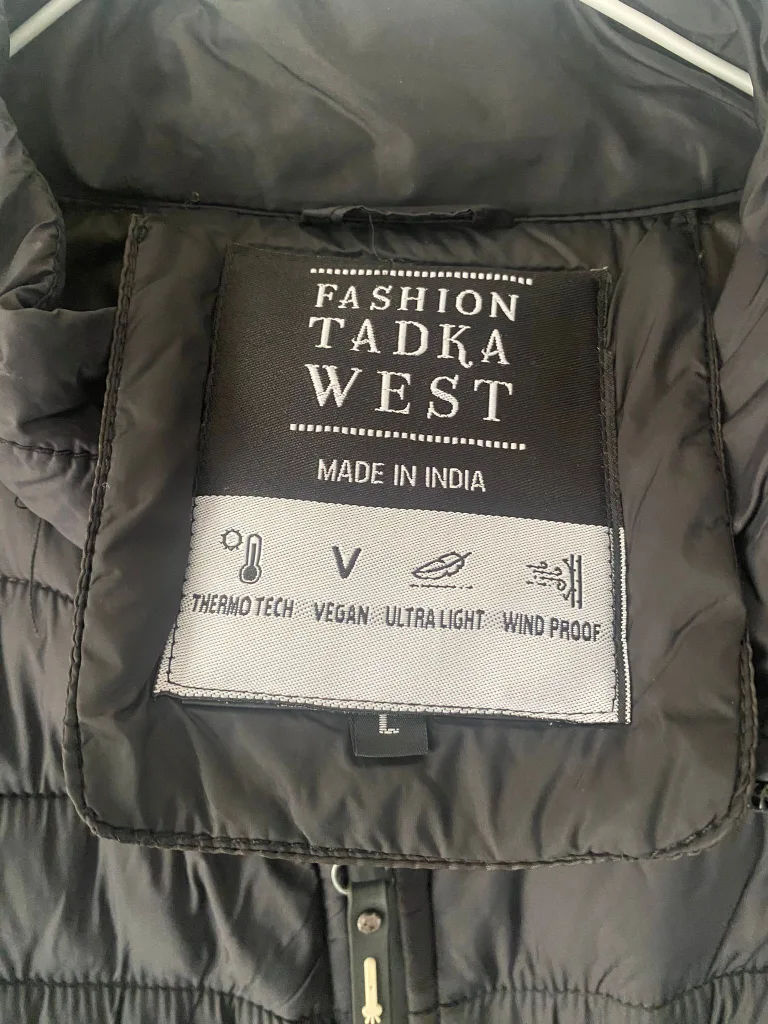 FASHION
TADKA
WEST
MADE IN INDIA
V
THERMO TECH VEGAN ULTRA LIGHT WIND PROOF
L